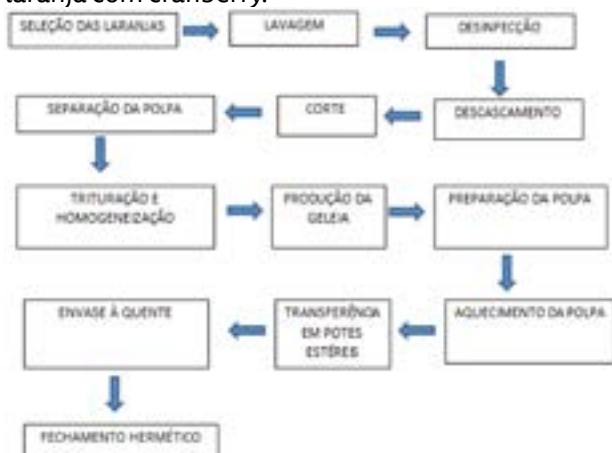 laranja com cranberry.
SELEÇÃO DAS LARANJAS
LAVAGEM
DESINFECÇÃO
SEPARAÇÃO DA POLPA
CORTE
DESCASCAMENTO
TRITURAÇÃO E
HOMOGENEIZAÇÃO
PRODUÇÃO DA
GELEIA
PREPARAÇÃO DA POLPA
ENVASE À QUENTE
TRANSFERÊNCIA
EM POTES
ESTÉREIS
AQUECIMENTO DA POLPA
FECHAMENTO HERMÉTICO